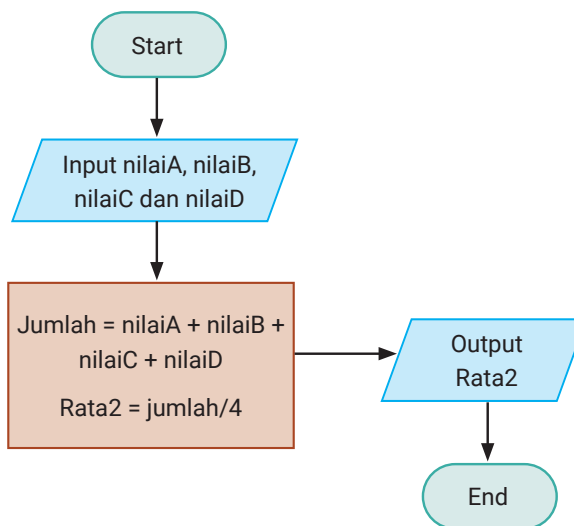 Start
Input nilaiA, nilaiB,
nilaiC dan nilaiD
Jumlah = nilaiA + nilaiB +
nilaiC + nilaiD
Rata2 = jumlah/4
Output
Rata2
End